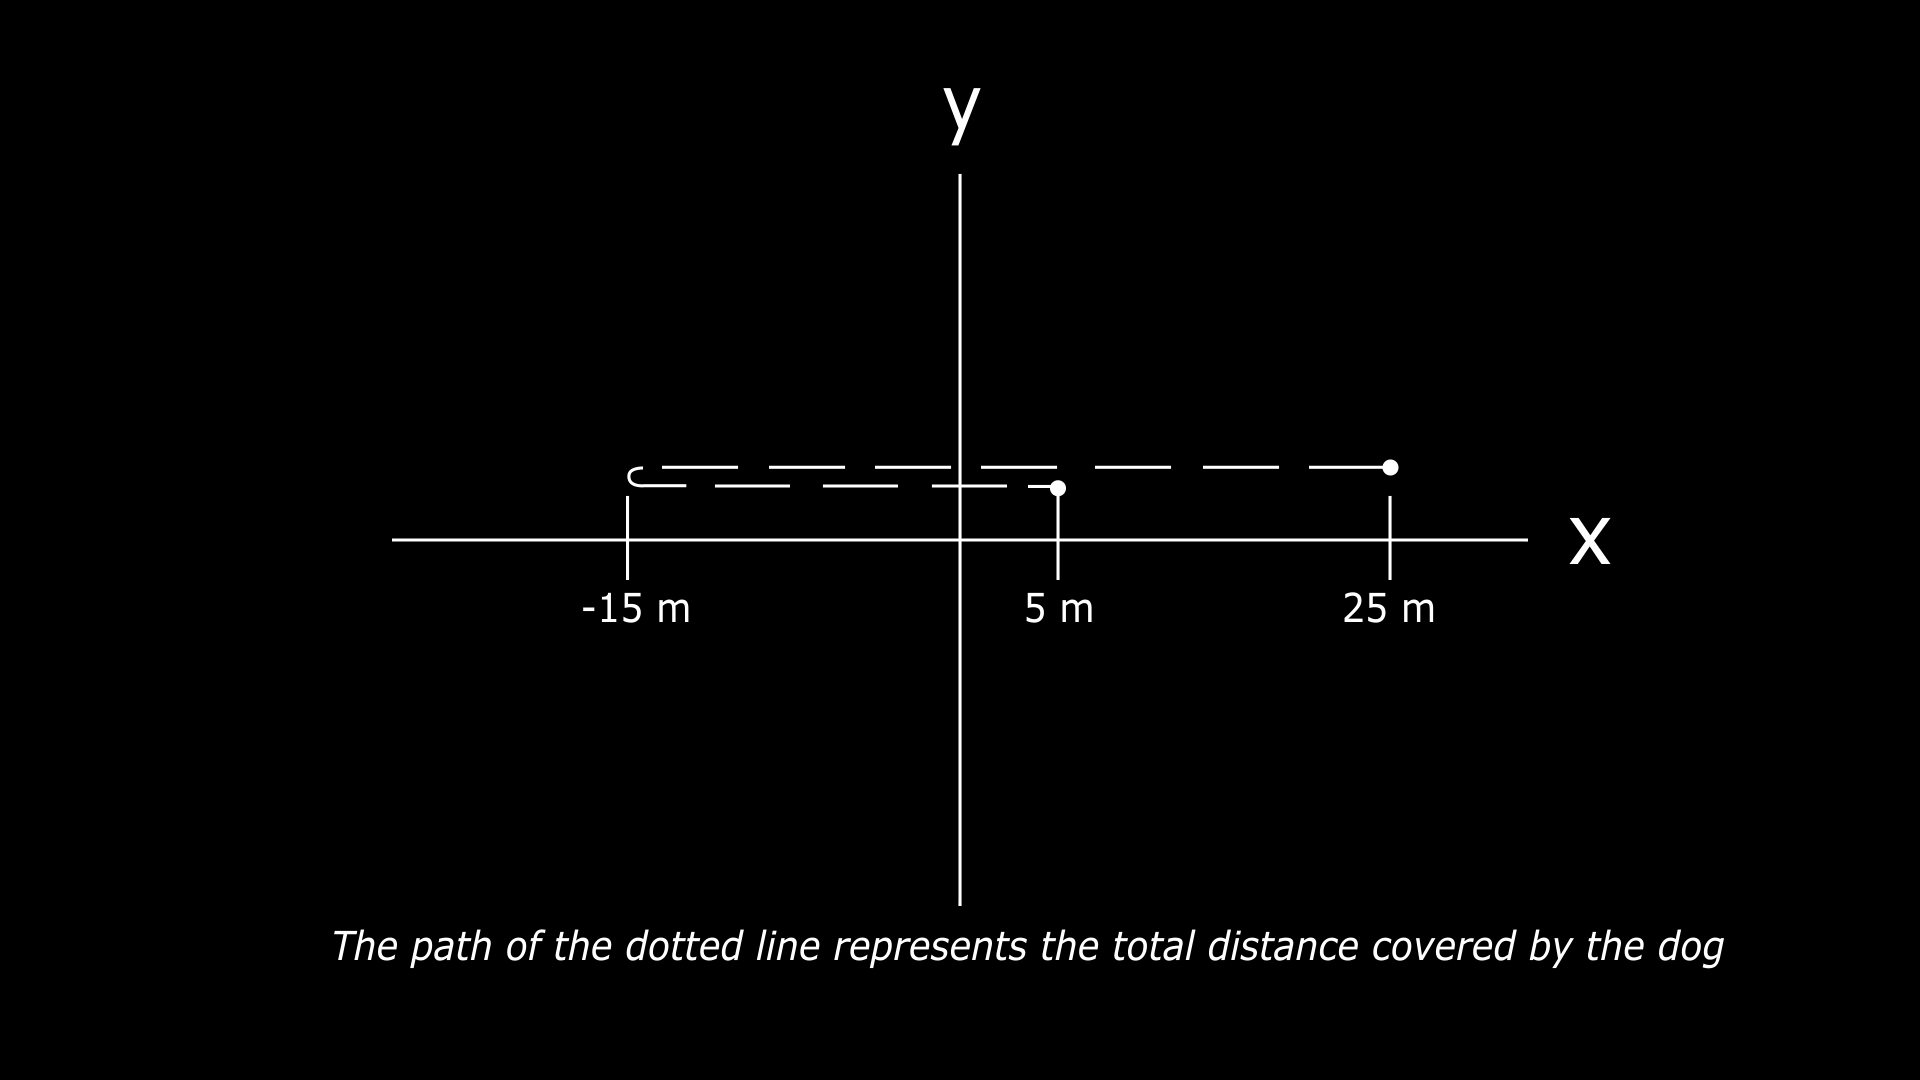 y
x
-15 m 5 m 25 m
The path of the dotted line represents the total distance covered by the dog